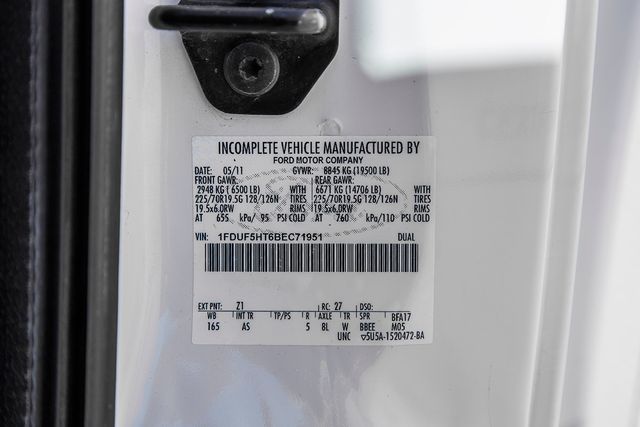 INCOMPLETE VEHICLE MANUFACTURED BY
FORD MOTOR COMPANY
DATE: 05/11 GVWR: 8845 KG (19500 LB)
FRONT GAWR: REAR GAWR:
2948 KG ( 6500 LB) WITH 6671 KG (14706 LB) WITH
225/70R19.5G 128/126N TIRES 225/70R19.5G 128/126N TIRES
19.5x6.0RW RIMS 19.5x6.0RW RIMS
AT 655 kPa/ 95 PSI COLD AT 760 kPa/110 PSI COLD
VIN: 1FDUF5HT6BEC71951 DUAL
EXT PNT: Z1 RC: 27 DSO:
WB INT TR TP/PS R AXLE TR SPR BFA17
165 AS 5 8L W BBEE M05
UNC ▽5U5A-1520472-BA